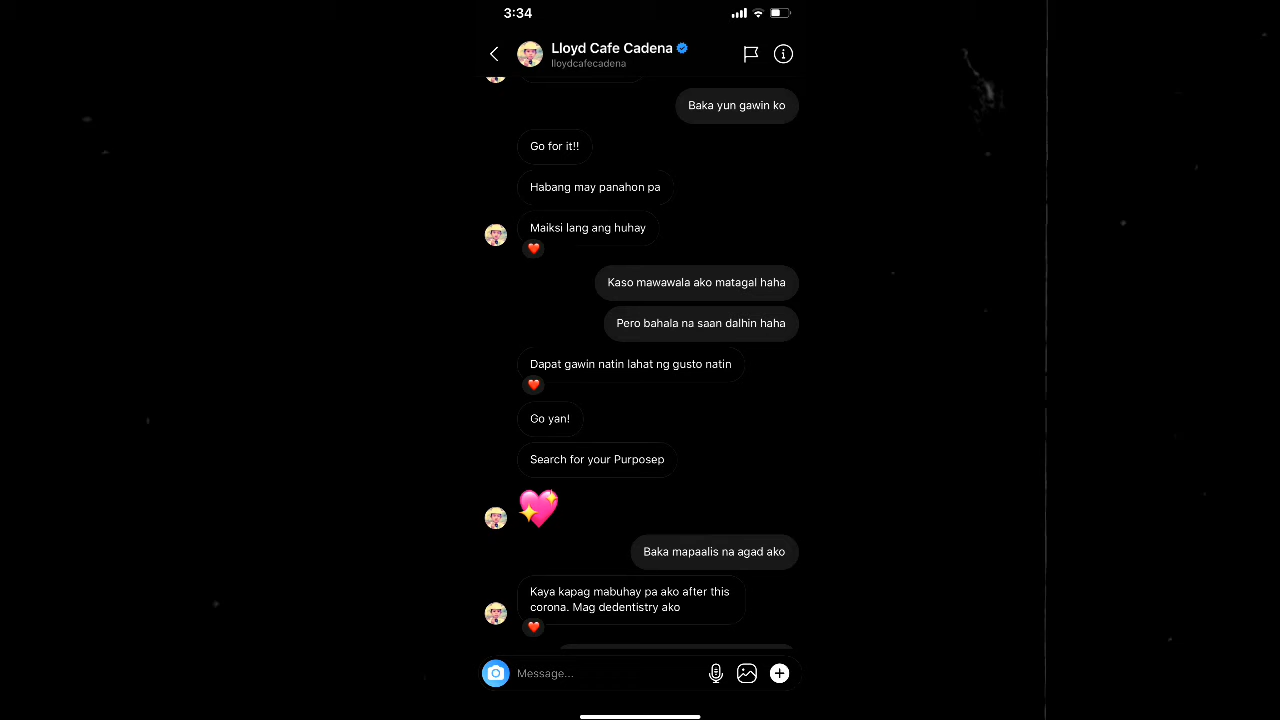 3:34
Lloyd Cafe Cadena
lloydcafecadena
Baka yun gawin ko
Go for it!!
Habang may panahon pa
Maiksi lang ang huhay
Kaso mawawala ako matagal haha
Pero bahala na saan dalhin haha
Dapat gawin natin lahat ng gusto natin
Go yan!
Search for your Purposep
Baka mapaalis na agad ako
Kaya kapag mabuhay pa ako after this
corona. Mag dedentistry ako
Message...